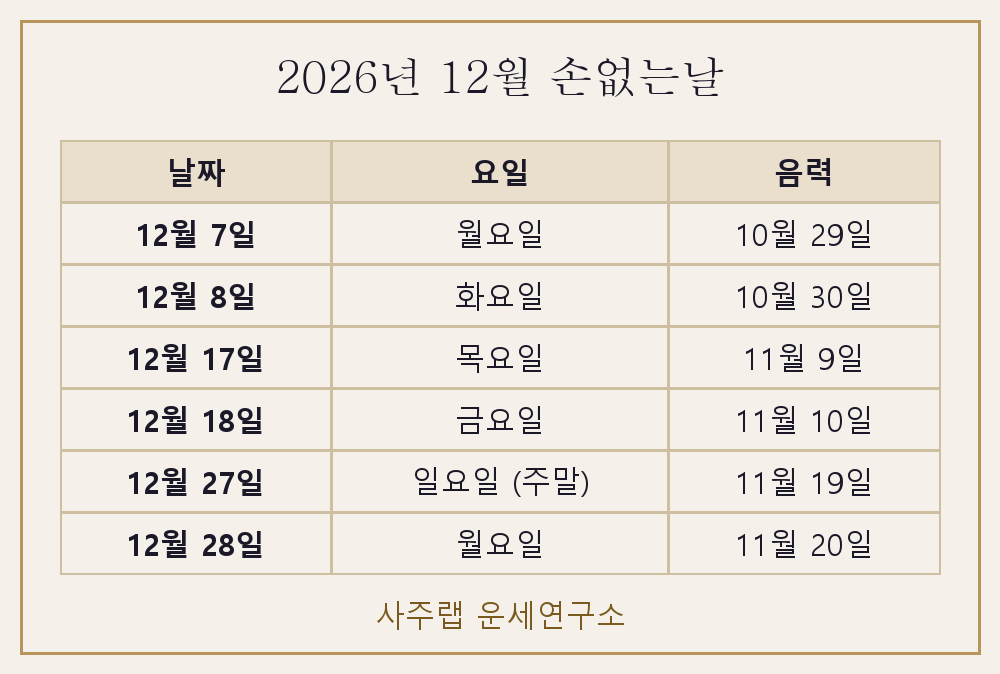 2026년 12월 손없는날
날짜 요일 음력
12월 7일 월요일 10월 29일
12월 8일 화요일 10월 30일
12월 17일 목요일 11월 9일
12월 18일 금요일 11월 10일
12월 27일 일요일 (주말) 11월 19일
12월 28일 월요일 11월 20일
사주랩 운세연구소